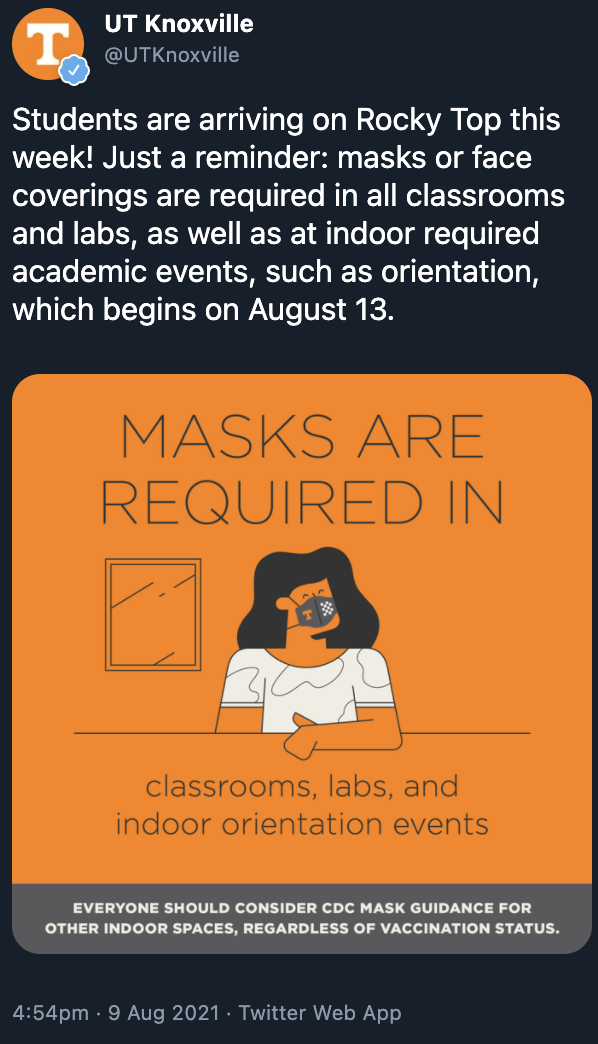 UT Knoxville
@UTKnoxville
Students are arriving on Rocky Top this
week! Just a reminder: masks or face
coverings are required in all classrooms
and labs, as well as at indoor required
academic events, such as orientation,
which begins on August 13.
MASKS ARE
REQUIRED IN
classrooms, labs, and
indoor orientation events
EVERYONE SHOULD CONSIDER CDC MASK GUIDANCE FOR
OTHER INDOOR SPACES, REGARDLESS OF VACCINATION STATUS.
4:54pm · 9 Aug 2021 · Twitter Web App